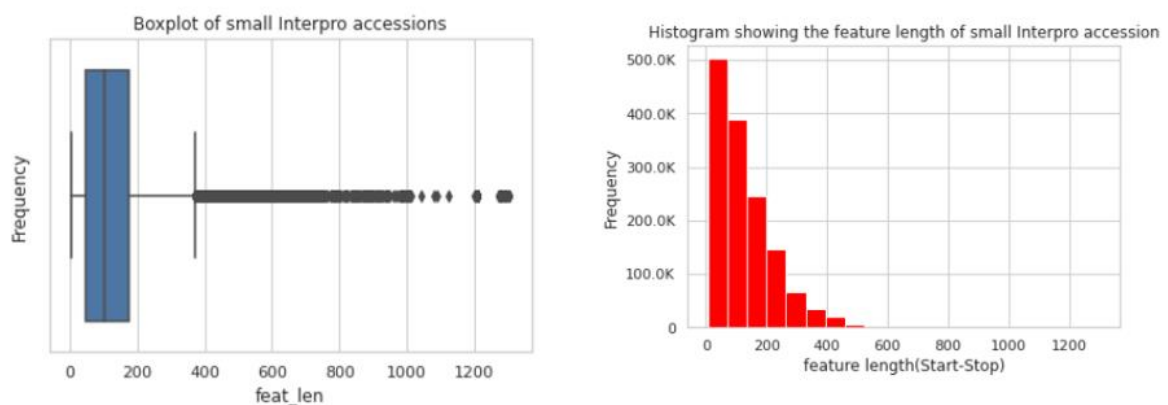 Boxplot of small Interpro accessions
Frequency
0 200 400 600 800 1000 1200
feat_len
Histogram showing the feature length of small Interpro accession
500.0K
400.0K
300.0K
200.0K
100.0K
0
Frequency
0 200 400 600 800 1000 1200
feature length(Start-Stop)